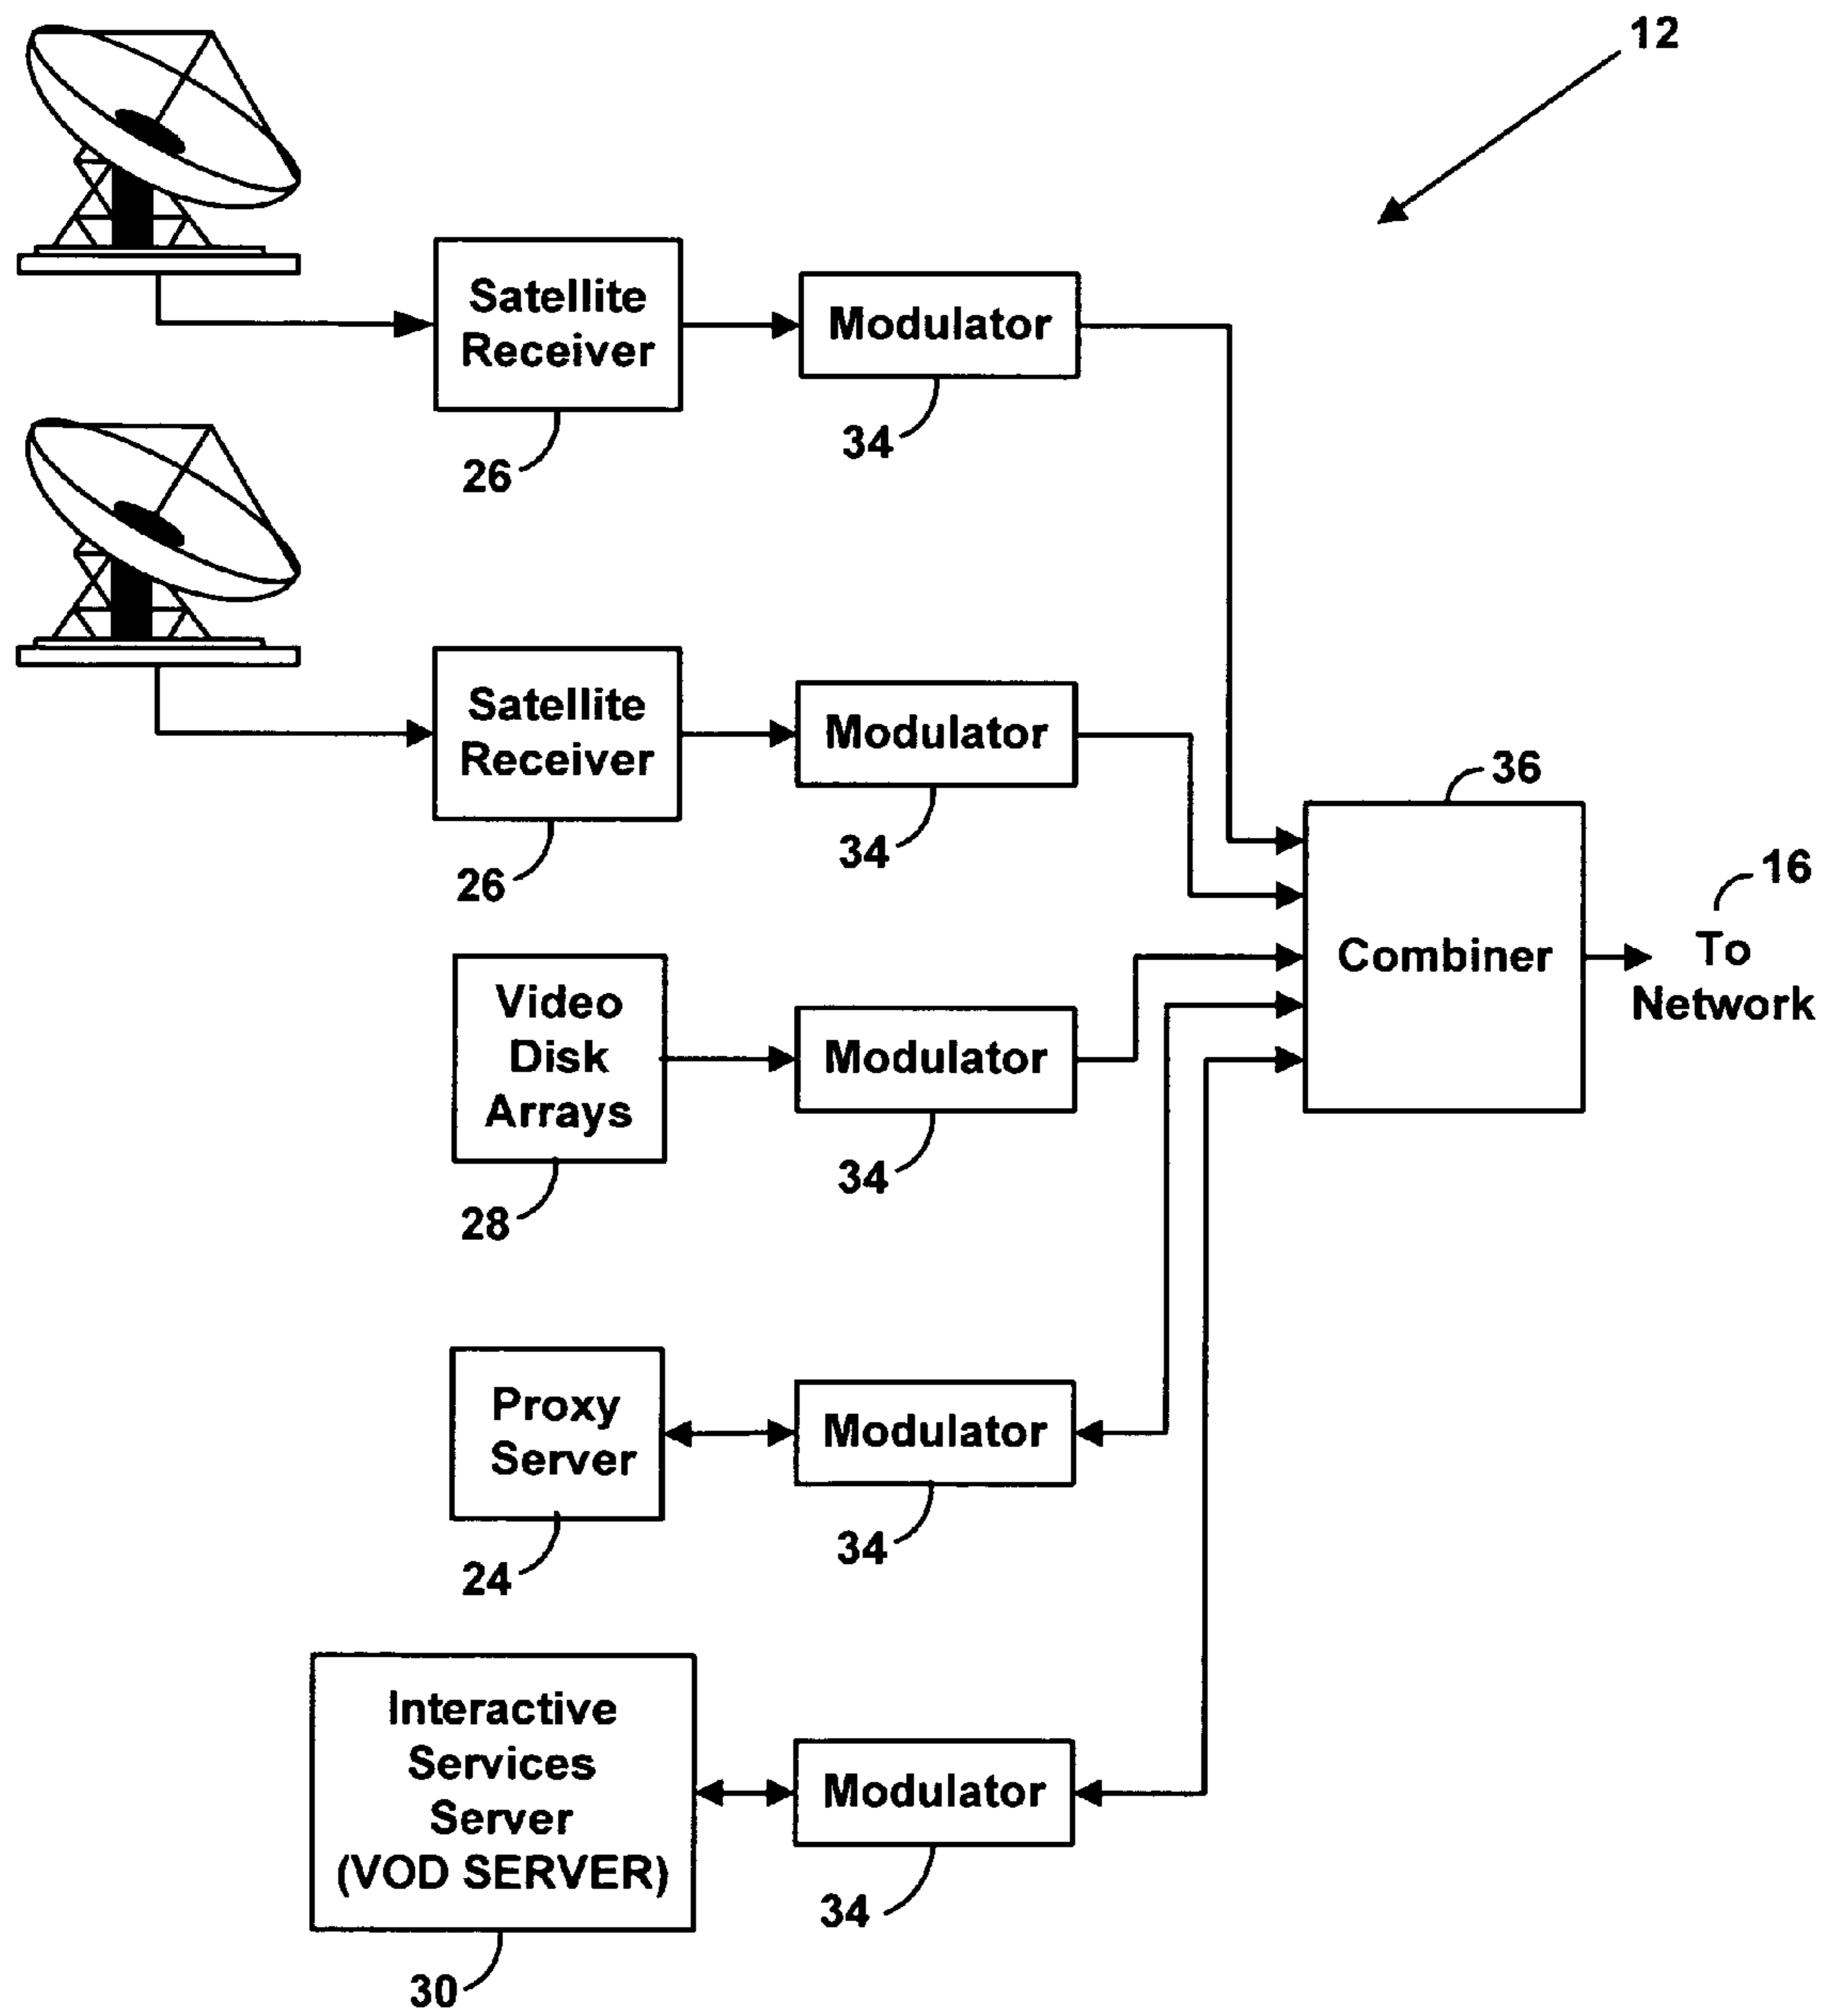 12
Satellite
Receiver
26
Modulator
34
Satellite
Receiver
26
Modulator
34
36
Combiner
16
To
Network
Video
Disk
Arrays
28
Modulator
34
Proxy
Server
24
Modulator
34
Interactive
Services
Server
(VOD SERVER)
30
Modulator
34